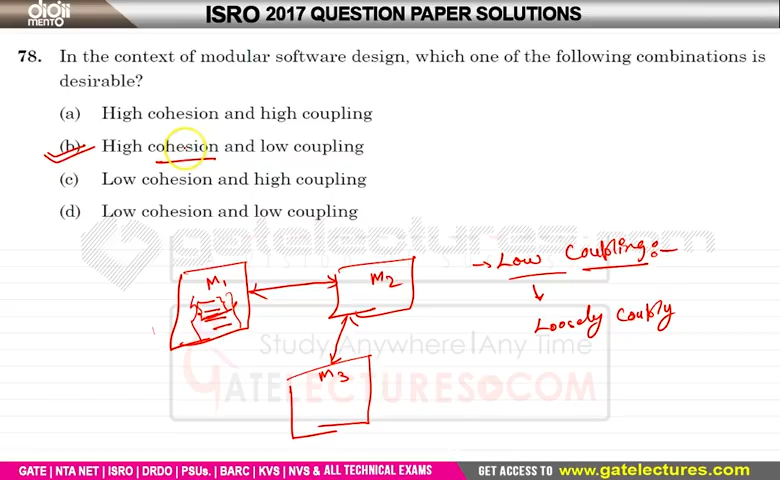 digii
MENTO
ISRO 2017 QUESTION PAPER SOLUTIONS
78. In the context of modular software design, which one of the following combinations is
desirable?
(a) High cohesion and high coupling
(b) High cohesion and low coupling
(c) Low cohesion and high coupling
(d) Low cohesion and low coupling
gatelectures.com
→ Low Coupling:-
M1
M2
Loosely
Study Anywhere|Any Time
M3
GATELECTURES.COM
GATE | NTA NET | ISRO | DRDO | PSUs. | BARC | KVS | NVS & ALL TECHNICAL EXAMS GET ACCESS TO www.gatelectures.com